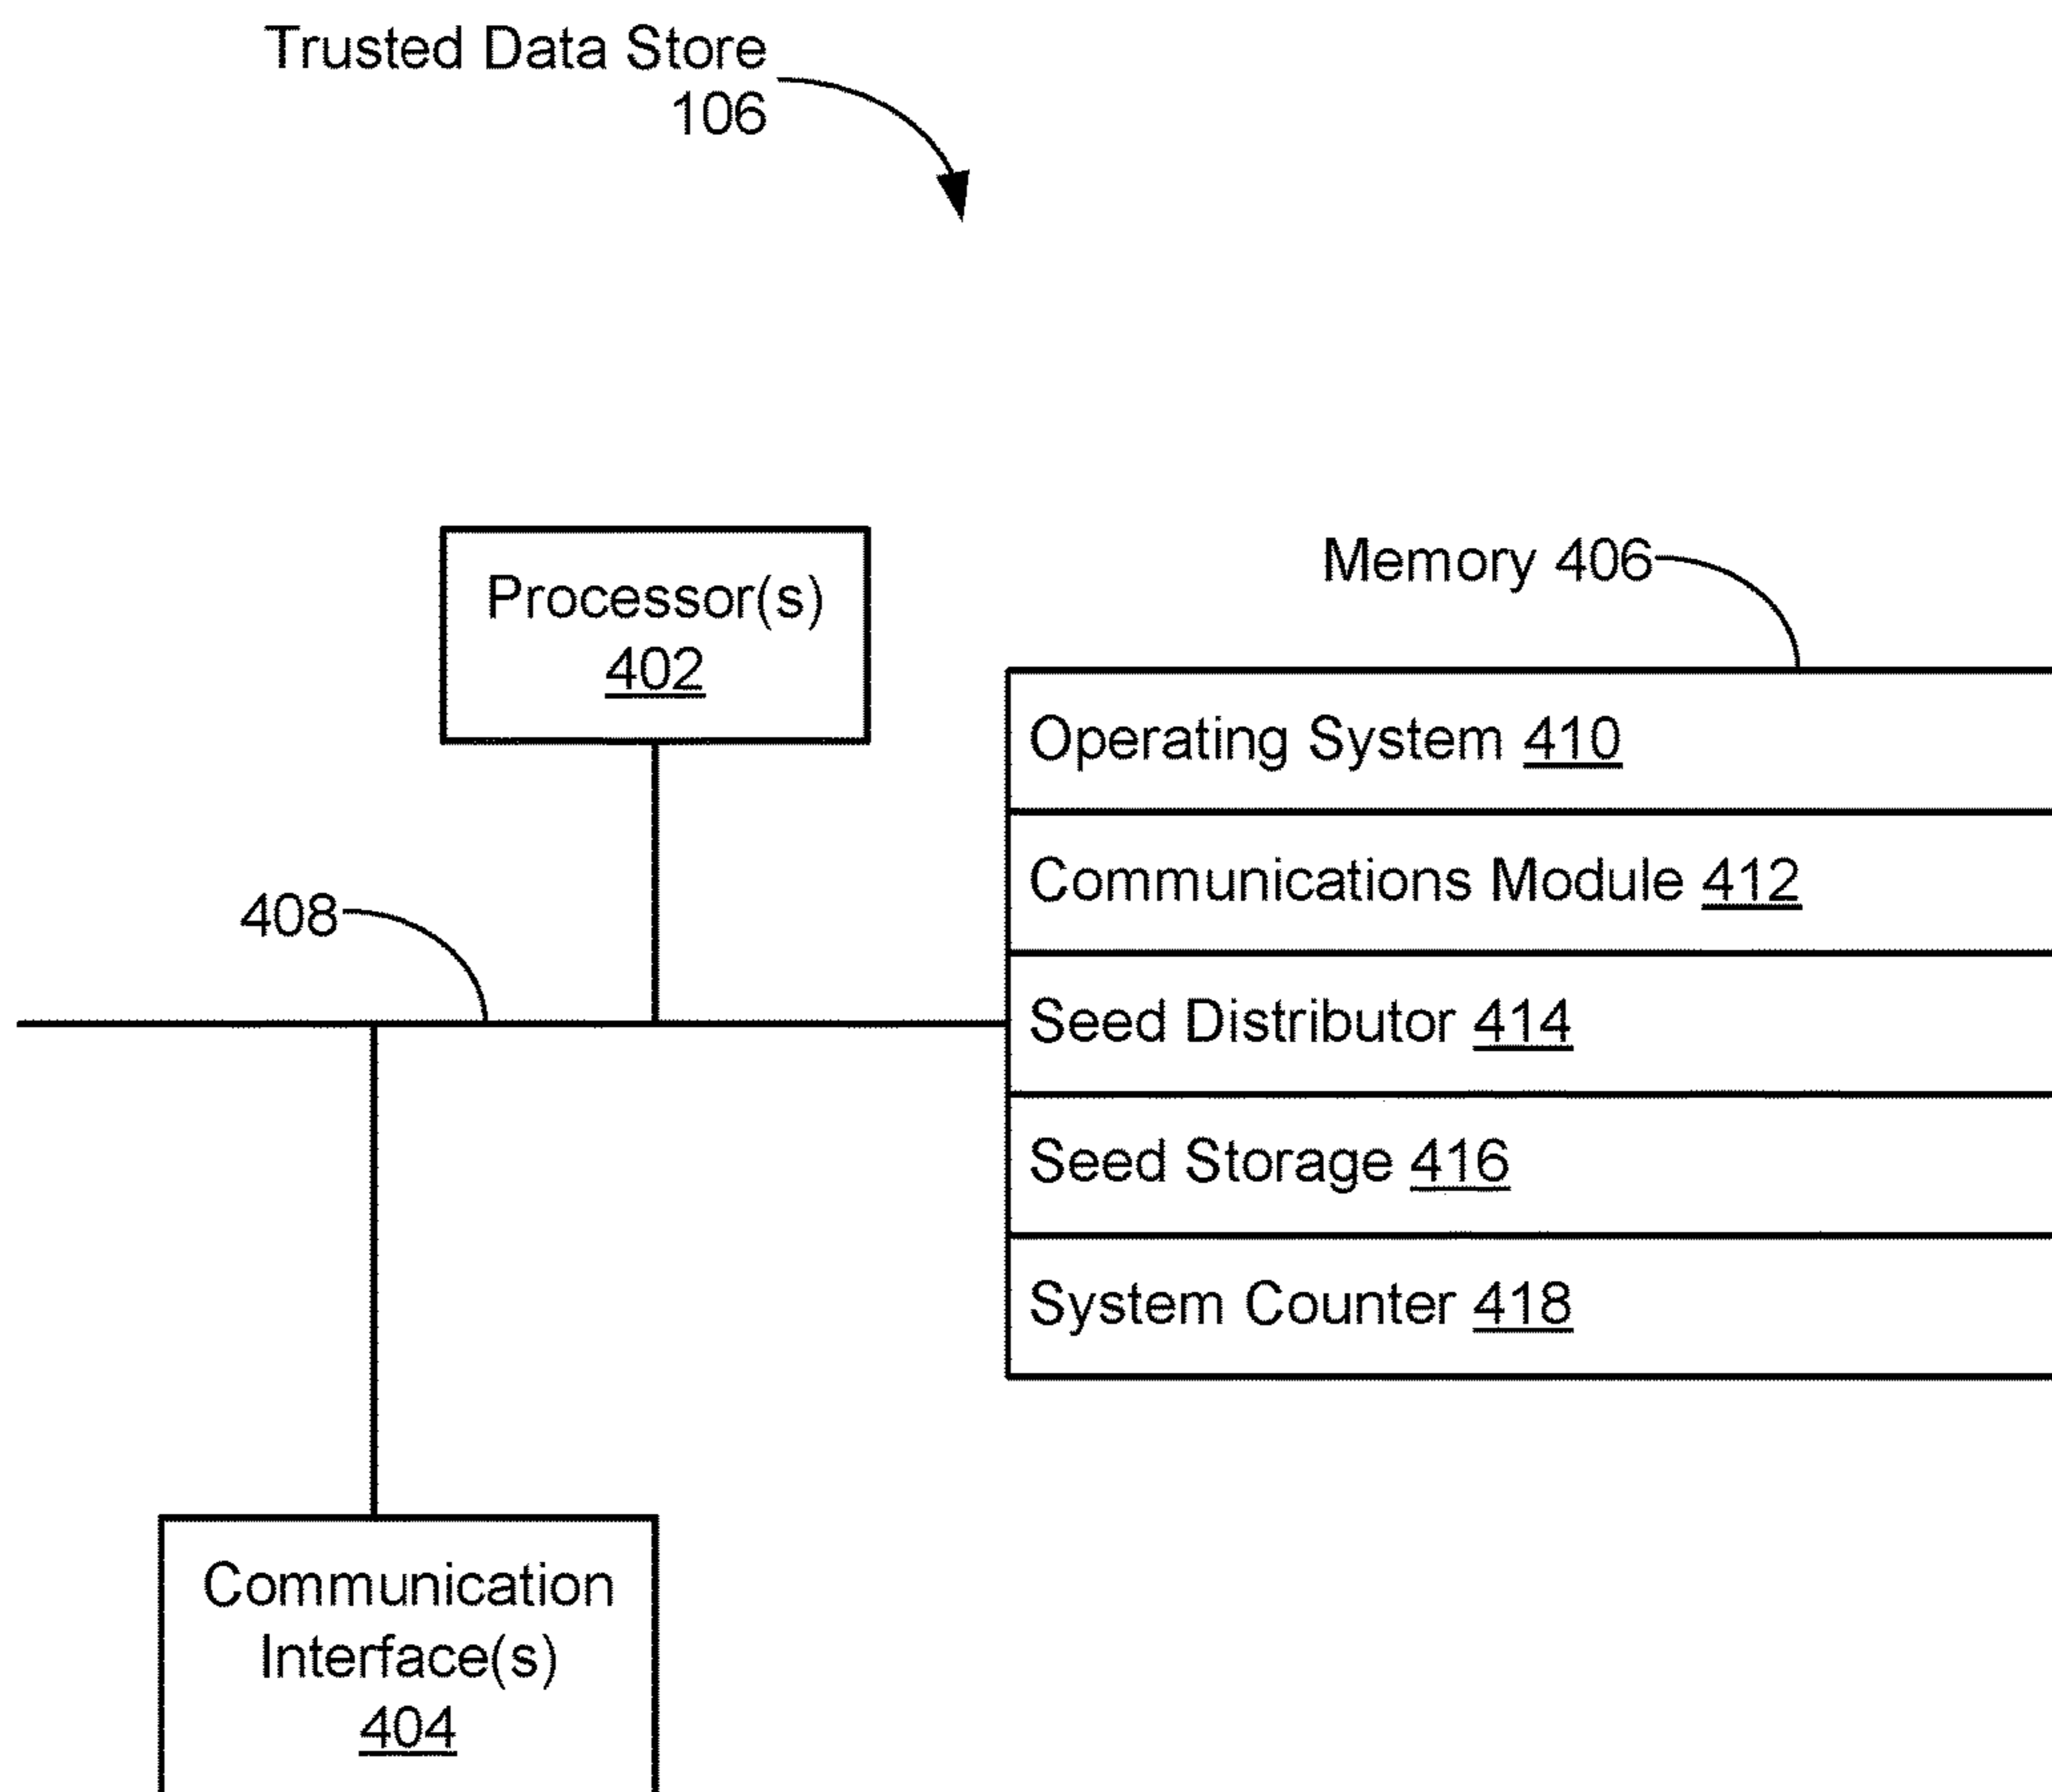 Trusted Data Store
106
Processor(s)
402
Memory 406
Operating System 410
Communications Module 412
408
Seed Distributor 414
Seed Storage 416
System Counter 418
Communication
Interface(s)
404